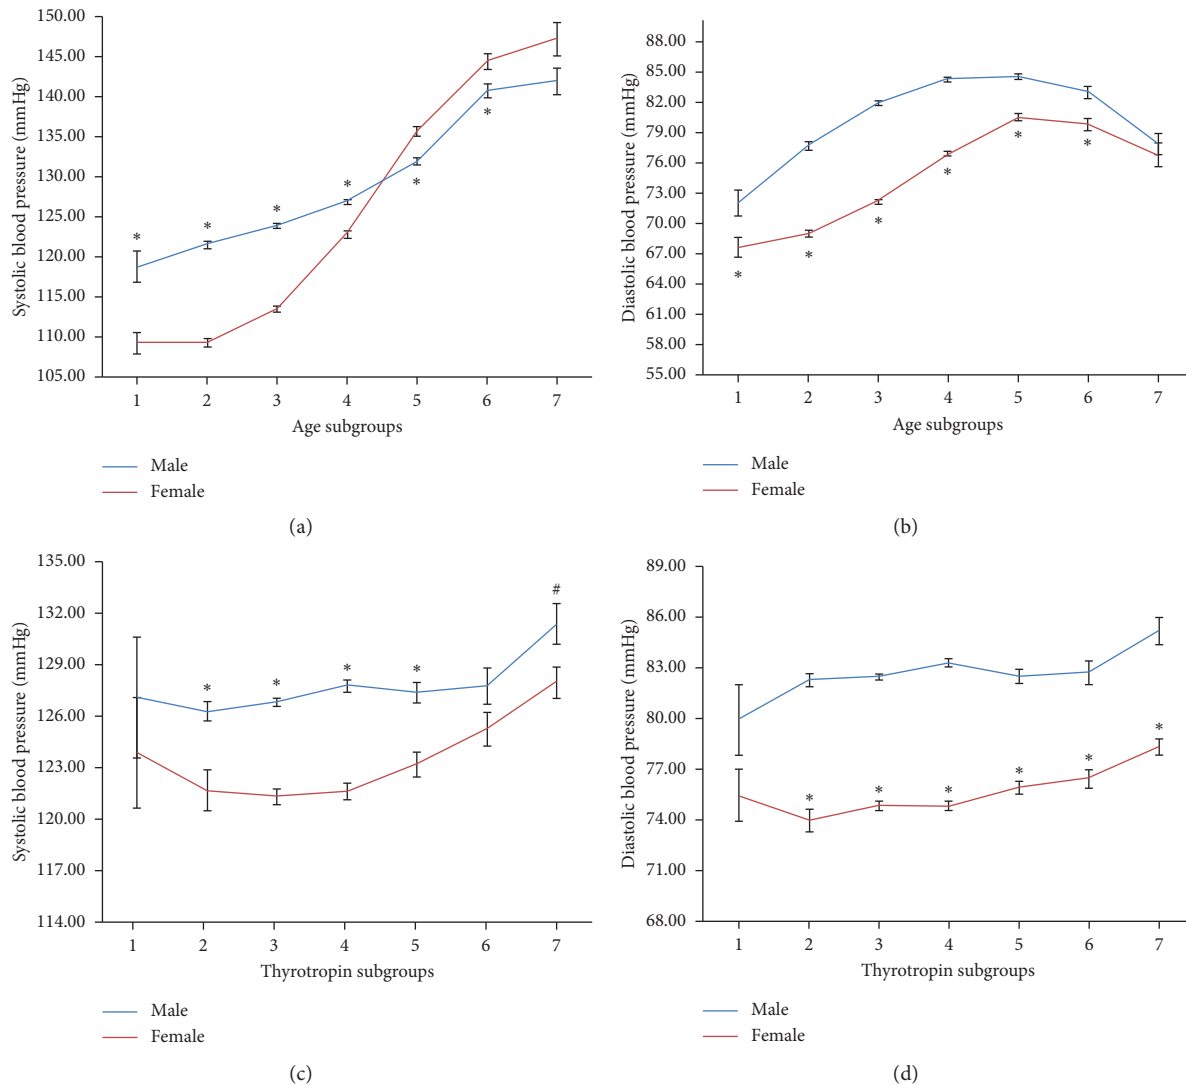 150.00
145.00
140.00
135.00
130.00
125.00
120.00
115.00
110.00
105.00
Systolic blood pressure (mmHg)
* * * * * *
1 2 3 4 5 6 7
Age subgroups
Male
Female
(a)
88.00
85.00
82.00
79.00
76.00
73.00
70.00
67.00
64.00
61.00
58.00
55.00
Diastolic blood pressure (mmHg)
* * * * * *
1 2 3 4 5 6 7
Age subgroups
Male
Female
(b)
135.00
132.00
129.00
126.00
123.00
120.00
117.00
114.00
Systolic blood pressure (mmHg)
* * * * #
1 2 3 4 5 6 7
Thyrotropin subgroups
Male
Female
(c)
89.00
86.00
83.00
80.00
77.00
74.00
71.00
68.00
Diastolic blood pressure (mmHg)
* * * * * *
1 2 3 4 5 6 7
Thyrotropin subgroups
Male
Female
(d)